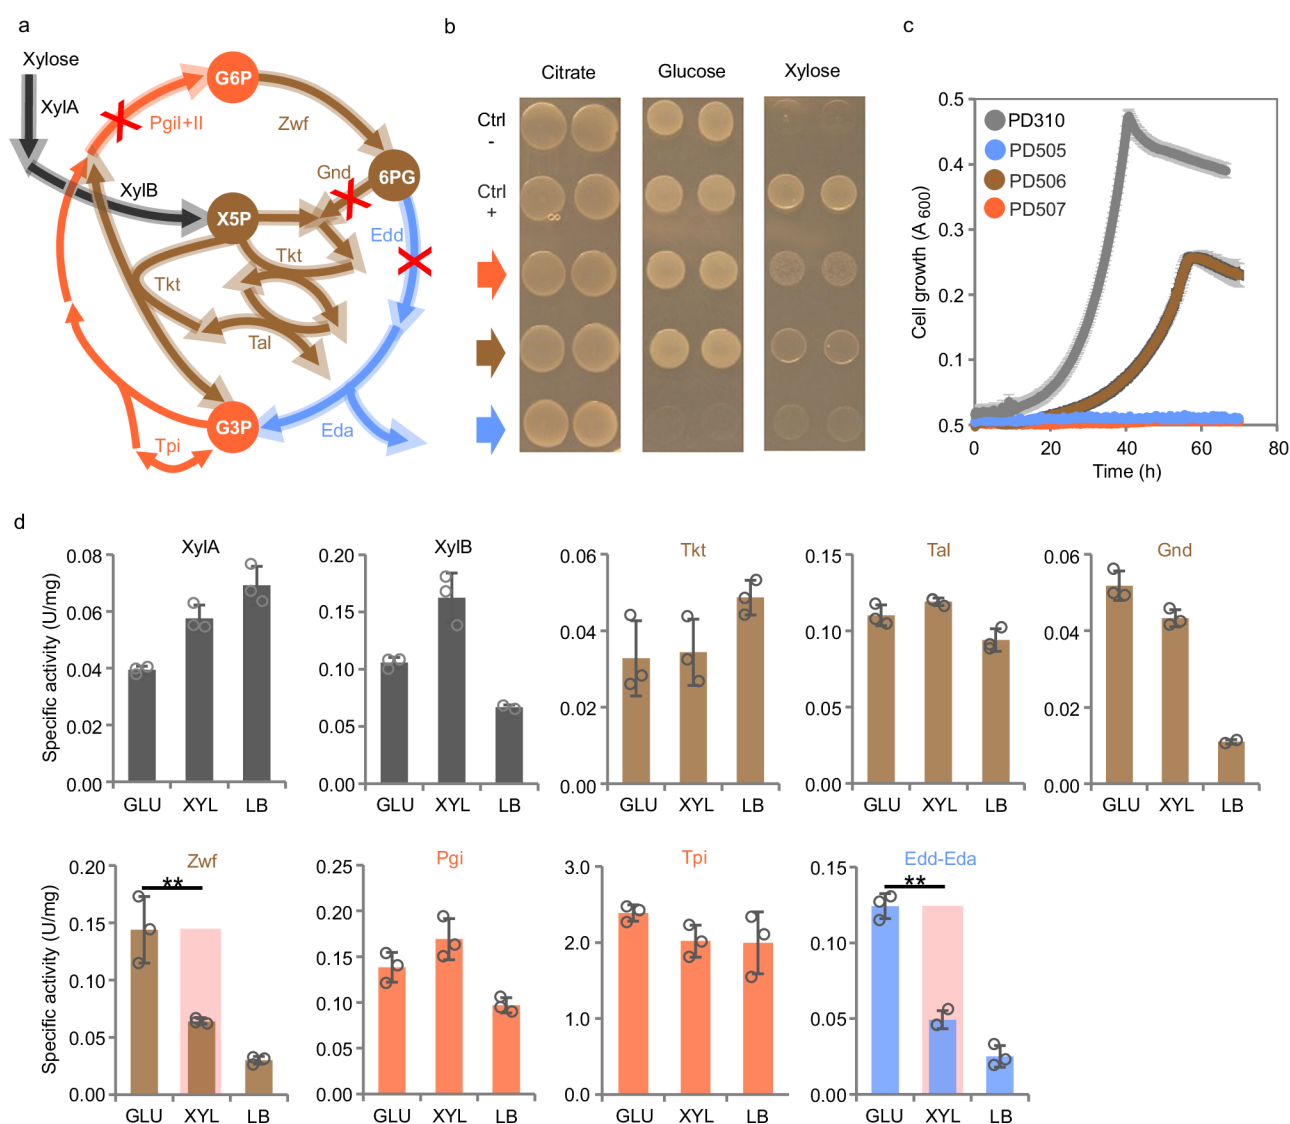 a
Xylose
XylA
G6P
PgiI+II
Zwf
XylB
Gnd
6PG
X5P
Edd
Tkt
Tkt
Tal
G3P
Eda
Tpi
b
Citrate
Glucose
Xylose
Ctrl
-
Ctrl
+
c
Cell growth (A 600)
0.5
0.4
0.3
0.2
0.1
0.5
PD310
PD505
PD506
PD507
0
20
40
60
80
Time (h)
d
Specific activity (U/mg)
XylA
0.08
0.06
0.04
0.02
0.00
GLU XYL LB
XylB
0.20
0.15
0.10
0.05
0.00
GLU XYL LB
Tkt
0.06
0.04
0.02
0.00
GLU XYL LB
Tal
0.15
0.10
0.05
0.00
GLU XYL LB
Gnd
0.06
0.04
0.02
0.00
GLU XYL LB
Specific activity (U/mg)
Zwf
**
0.20
0.15
0.10
0.05
0.00
GLU XYL LB
Pgi
0.25
0.20
0.15
0.10
0.05
0.00
GLU XYL LB
Tpi
3.0
2.0
1.0
0.0
GLU XYL LB
Edd-Eda
**
0.15
0.10
0.05
0.00
GLU XYL LB